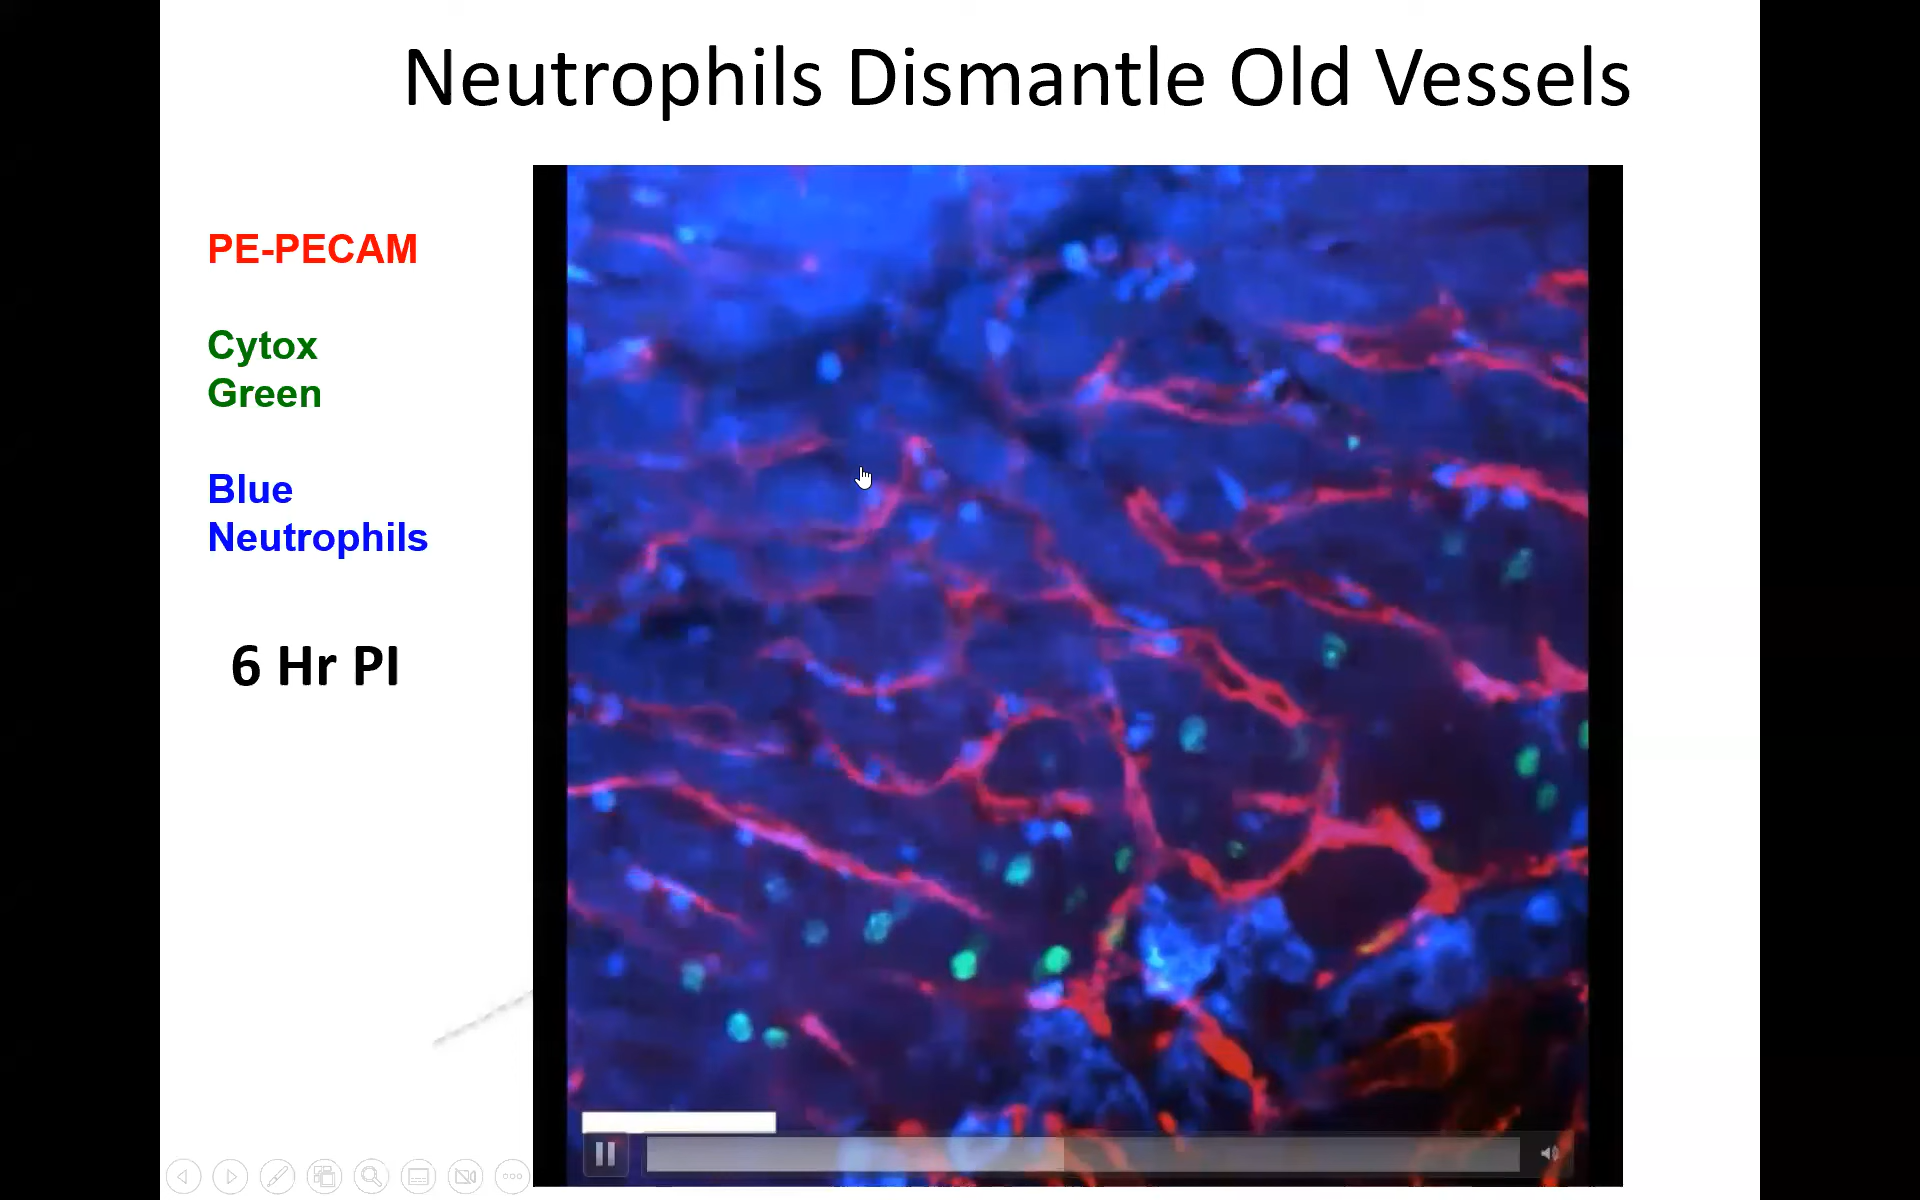 Neutrophils Dismantle Old Vessels
PE-PECAM
Cytox
Green
Blue
Neutrophils
6 Hr PI